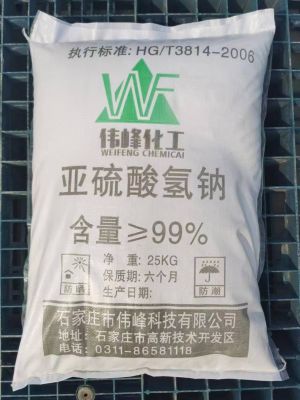 执行标准: HG/T3814-2006
WF
伟峰化工
WEIFENG CHEMICAI
亚硫酸氢钠
含量≥99%
净 重: 25KG
保质期: 六个月
生产日期:
防晒
防潮
石家庄市伟峰科技有限公司
地址: 石家庄市高新技术开发区
电话: 0311-86581118